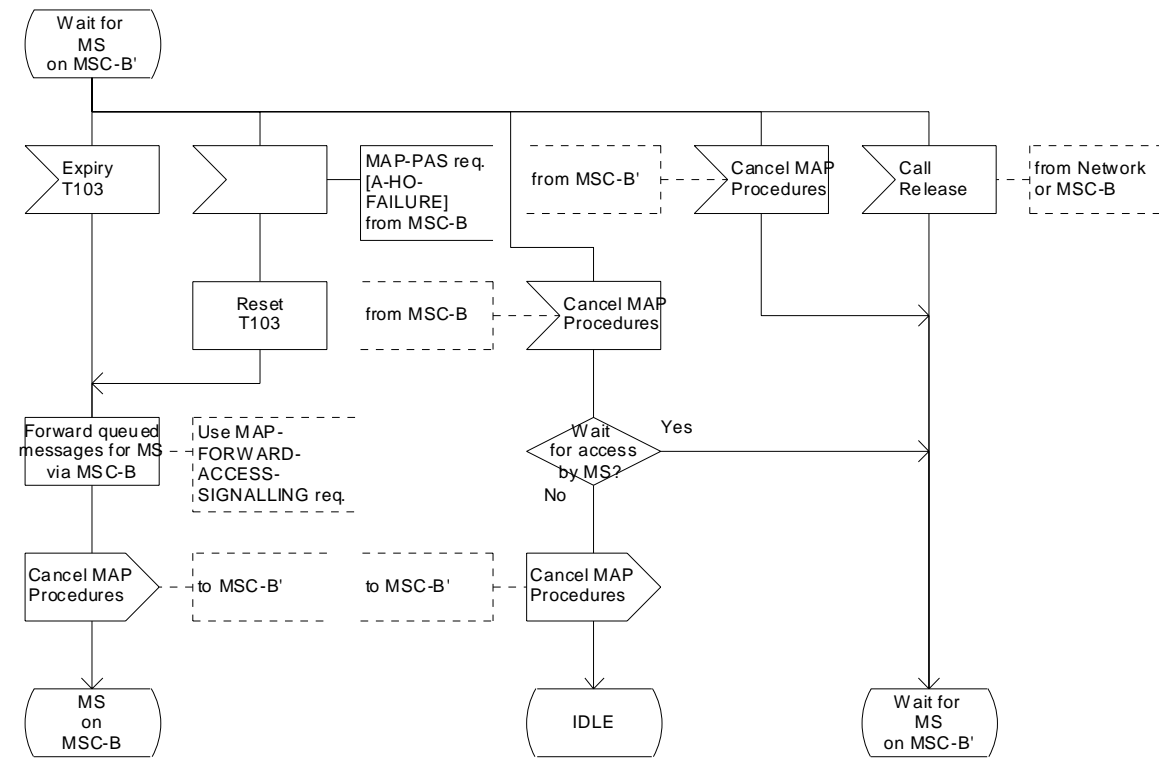 Wait for
MS
on MSC-B'
Expiry
T103
MAP-PAS req.
[A-HO-
FAILURE]
from MSC-B
from MSC-B'
Cancel MAP
Procedures
Call
Release
from Network
or MSC-B
Reset
T103
from MSC-B
Cancel MAP
Procedures
Forward queued
messages for MS
via MSC-B
Use MAP-
FORWARD-
ACCESS-
SIGNALLING req.
Wait
for access
by MS?
Yes
No
Cancel MAP
Procedures
to MSC-B'
to MSC-B'
Cancel MAP
Procedures
MS
on
MSC-B
IDLE
Wait for
MS
on MSC-B'